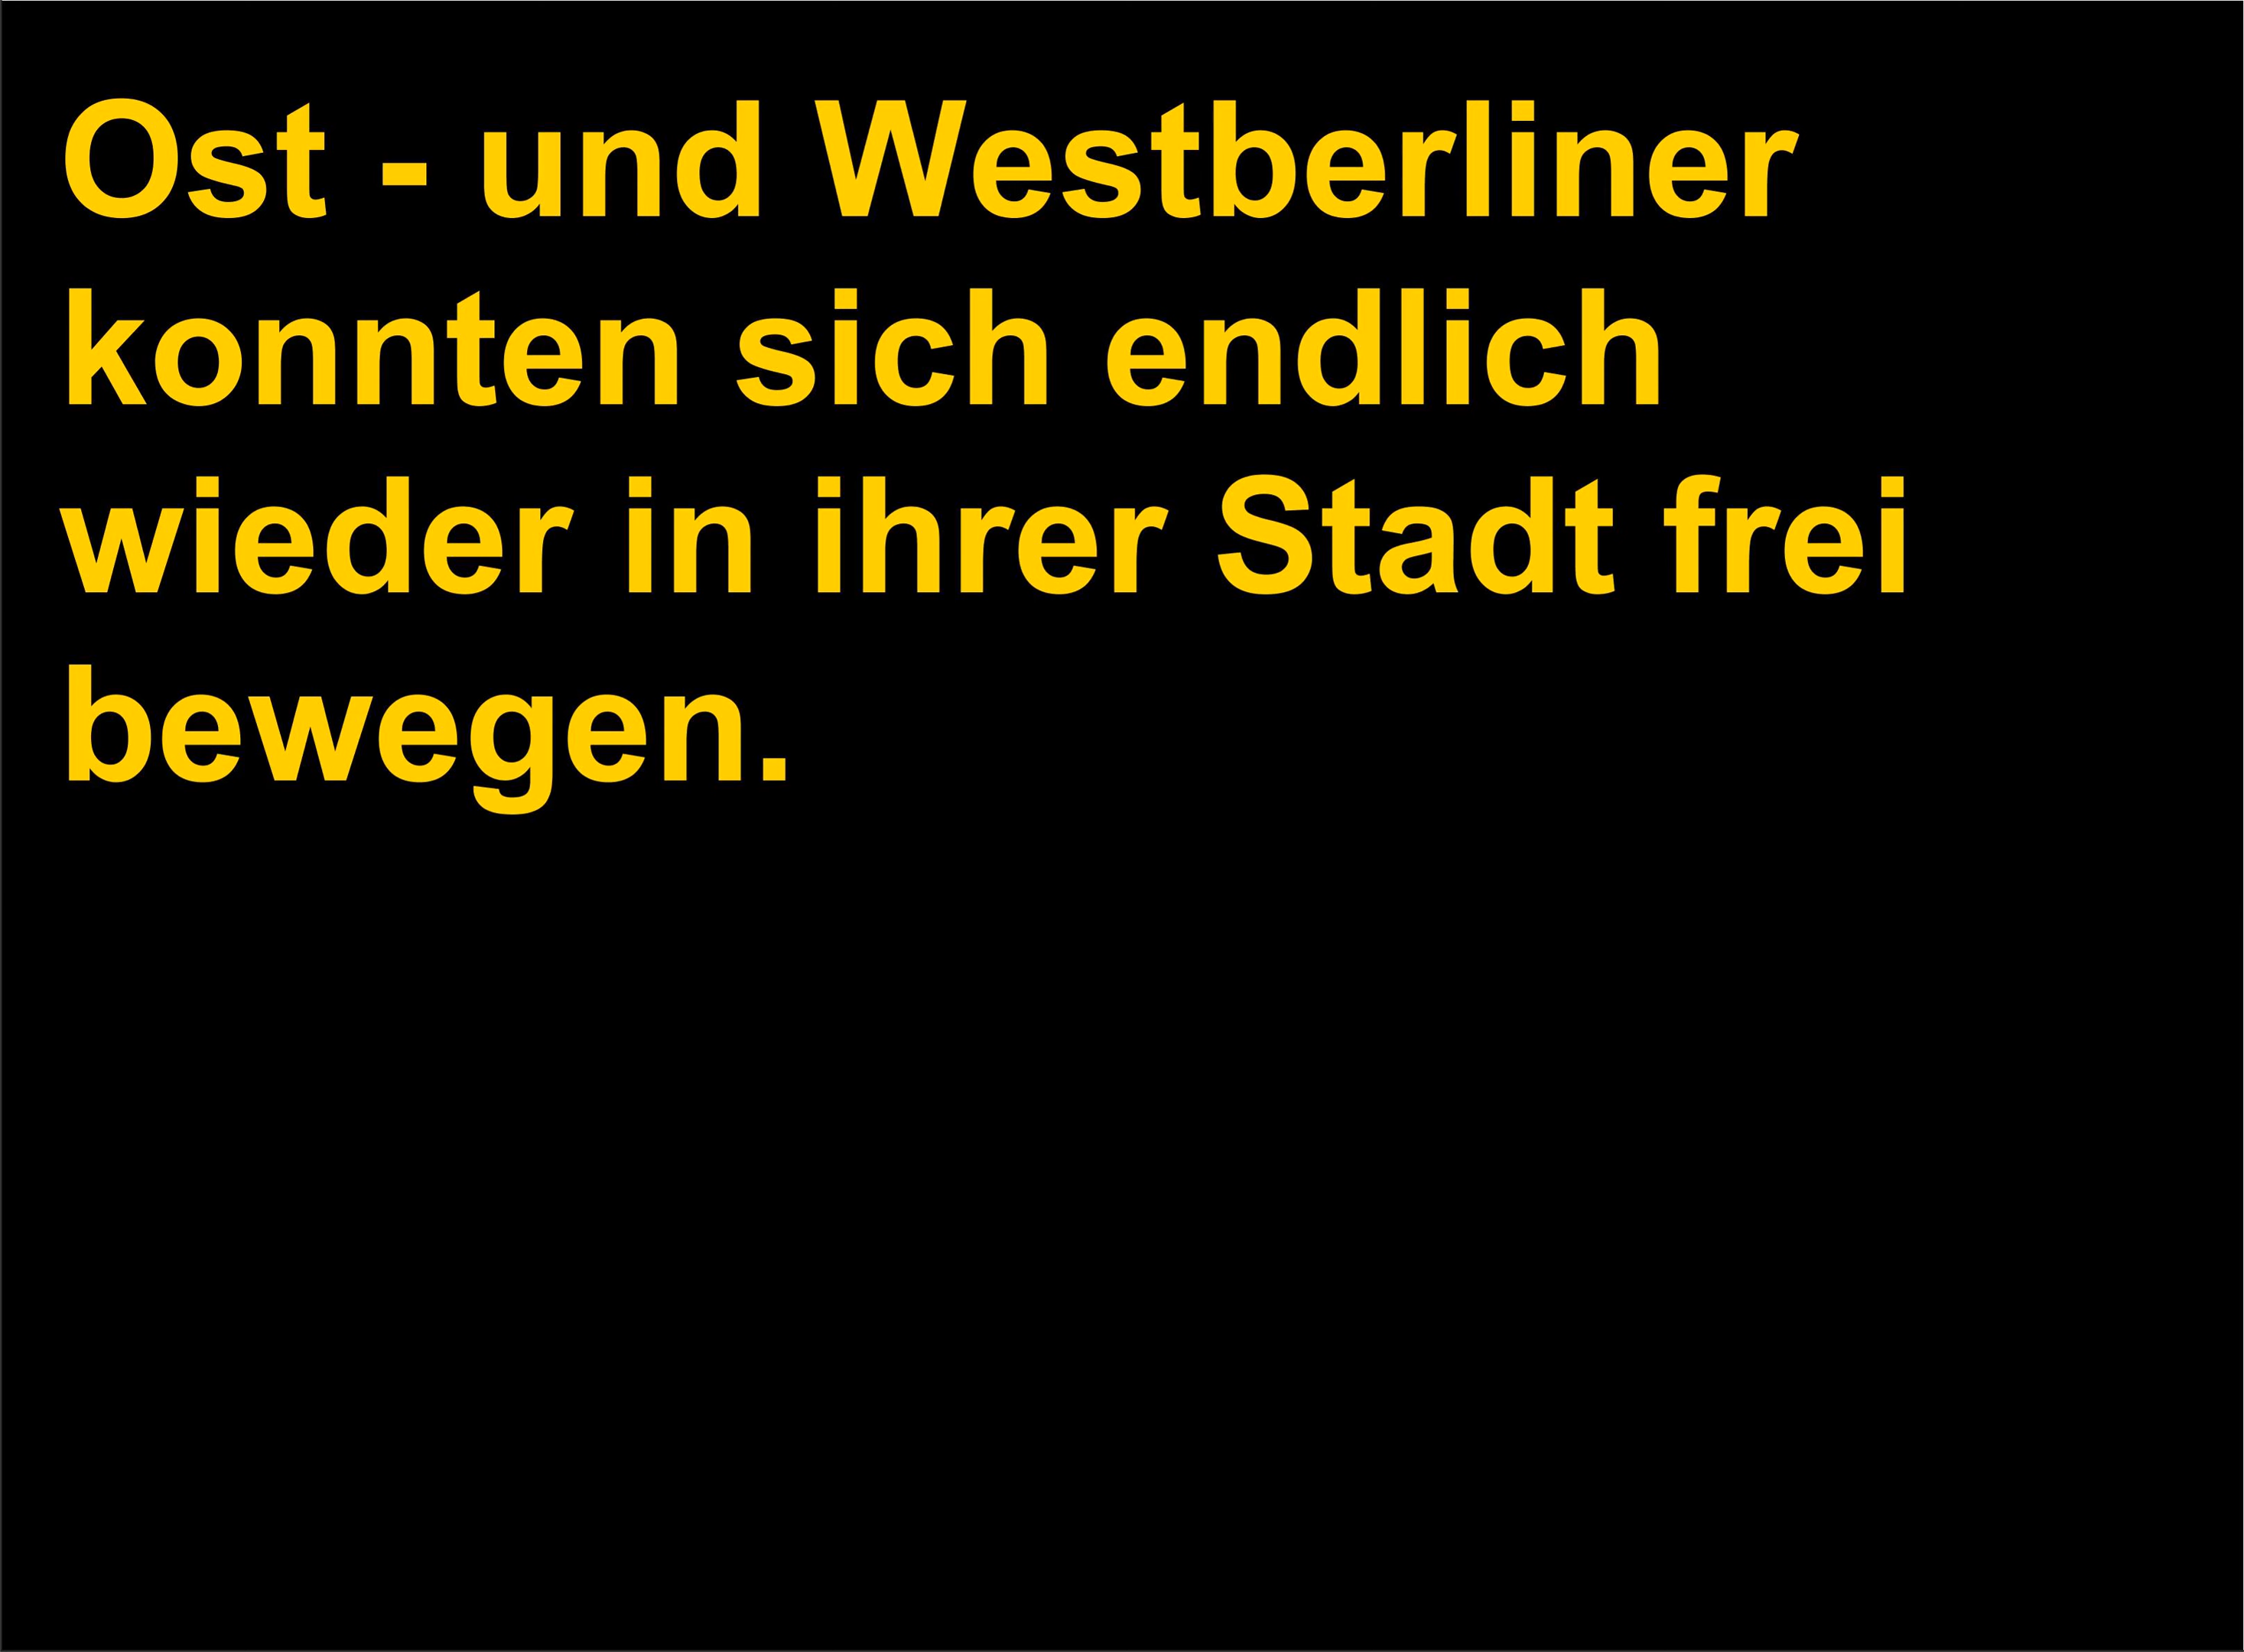 Ost - und Westberliner
konnten sich endlich
wieder in ihrer Stadt frei
bewegen.